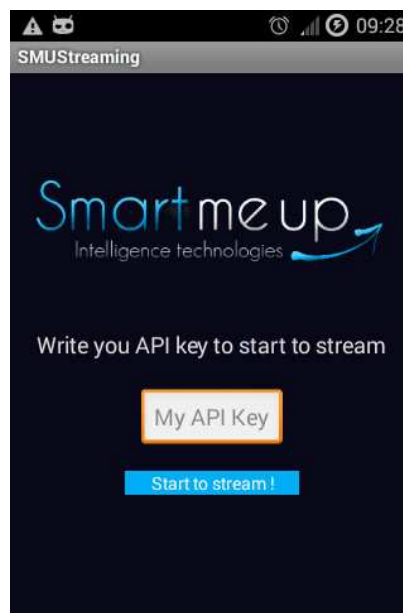 09:28
SMUStreaming
Smart me up
Intelligence technologies
Write you API key to start to stream
My API Key
Start to stream !